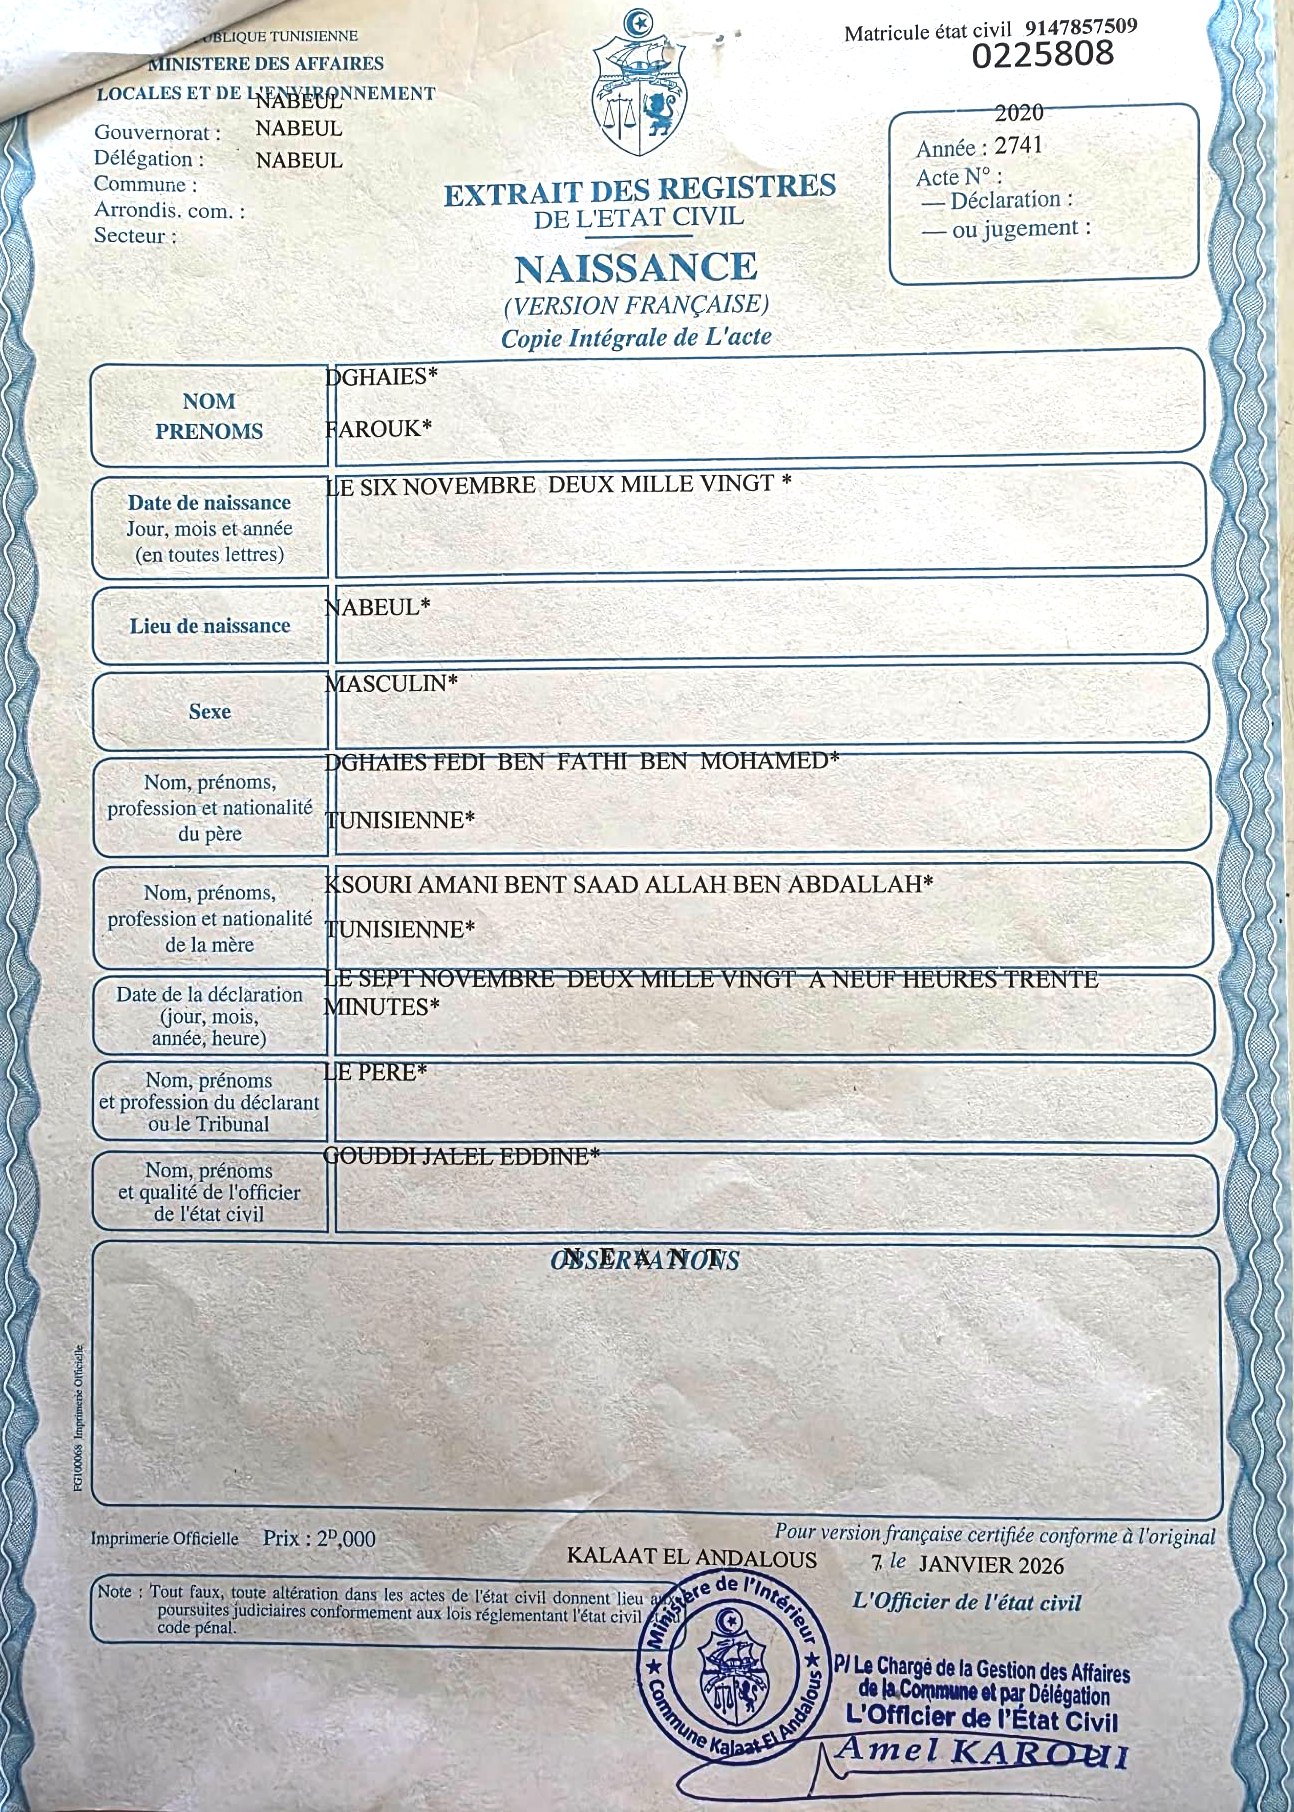 UBLIQUE TUNISIENNE
MINISTERE DES AFFAIRES
LOCALES ET DE L'ENVIRONNEMENT
NABEUL
Gouvernorat : NABEUL
Délégation : NABEUL
Commune :
Arrondis. com. :
Secteur :
Matricule état civil 9147857509
0225808
2020
Année : 2741
Acte N° :
— Déclaration :
— ou jugement :
EXTRAIT DES REGISTRES
DE L'ETAT CIVIL
NAISSANCE
(VERSION FRANÇAISE)
Copie Intégrale de L'acte
NOM
PRENOMS
DGHAIES*
FAROUK*
Date de naissance
Jour, mois et année
(en toutes lettres)
LE SIX NOVEMBRE DEUX MILLE VINGT *
Lieu de naissance
NABEUL*
Sexe
MASCULIN*
Nom, prénoms,
profession et nationalité
du père
DGHAIES FEDI BEN FATHI BEN MOHAMED*
TUNISIENNE*
Nom, prénoms,
profession et nationalité
de la mère
KSOURI AMANI BENT SAAD ALLAH BEN ABDALLAH*
TUNISIENNE*
Date de la déclaration
(jour, mois,
année, heure)
LE SEPT NOVEMBRE DEUX MILLE VINGT A NEUF HEURES TRENTE
MINUTES*
Nom, prénoms
et profession du déclarant
ou le Tribunal
LE PERE*
Nom, prénoms
et qualité de l'officier
de l'état civil
GOUDDI JALEL EDDINE*
OBSERVATIONS
N E A N T
FG100068 Imprimerie Officielle
Imprimerie Officielle Prix : 2ᴰ,000
Pour version française certifiée conforme à l'original
KALAAT EL ANDALOUS 7, le JANVIER 2026
L'Officier de l'état civil
Note : Tout faux, toute altération dans les actes de l'état civil donnent lieu aux
poursuites judiciaires conformement aux lois réglementant l'état civil et du
code pénal.
Ministère de l'Intérieur
Commune Kalaat El Andalous
P/ Le Chargé de la Gestion des Affaires
de la Commune et par Délégation
L'Officier de l'État Civil
Amel KAROUI